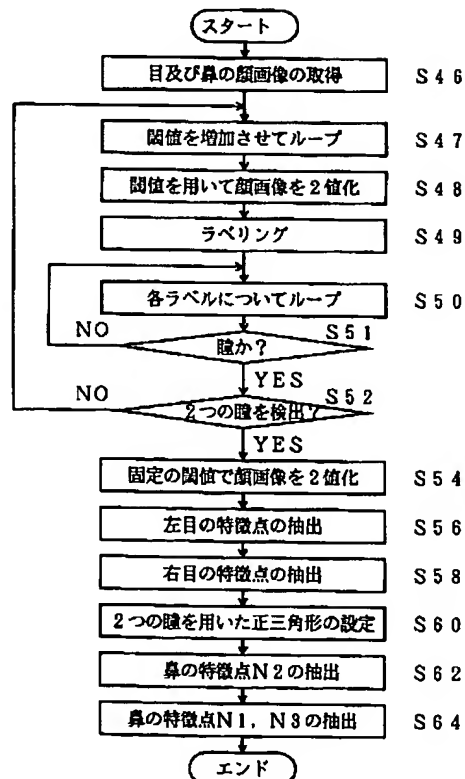 スタート
目及び鼻の顔画像の取得 S46
閾値を増加させてループ S47
閾値を用いて顔画像を2値化 S48
ラベリング S49
各ラベルについてループ S50
NO 瞳か? S51
YES
NO 2つの瞳を検出? S52
YES
固定の閾値で顔画像を2値化 S54
左目の特徴点の抽出 S56
右目の特徴点の抽出 S58
2つの瞳を用いた正三角形の設定 S60
鼻の特徴点N2の抽出 S62
鼻の特徴点N1,N3の抽出 S64
エンド